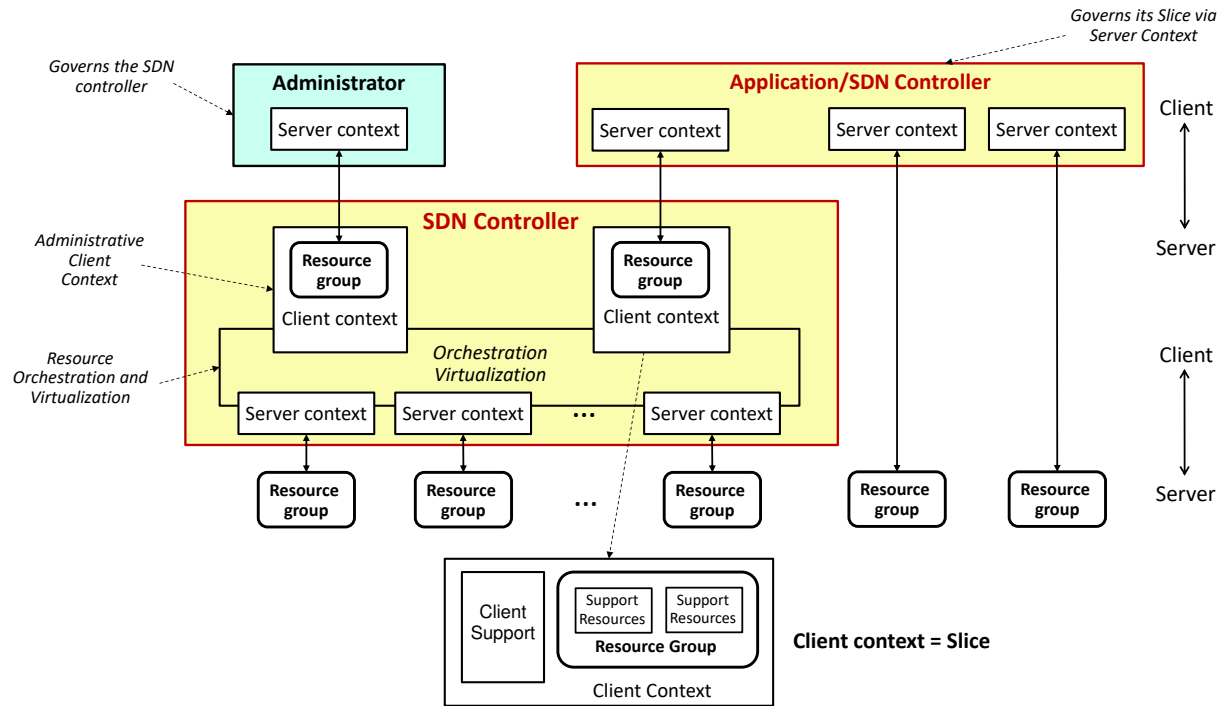 Governs its Slice via
Server Context
Governs the SDN
controller
Administrator
Server context
Application/SDN Controller
Server context
Server context
Server context
Client
Server
SDN Controller
Administrative
Client
Context
Resource
group
Client context
Resource
group
Client context
Resource
Orchestration and
Virtualization
Orchestration
Virtualization
Server context
Server context
...
Server context
Client
Server
Resource
group
Resource
group
...
Resource
group
Resource
group
Resource
group
Client
Support
Support
Resources
Support
Resources
Resource Group
Client Context
Client context = Slice